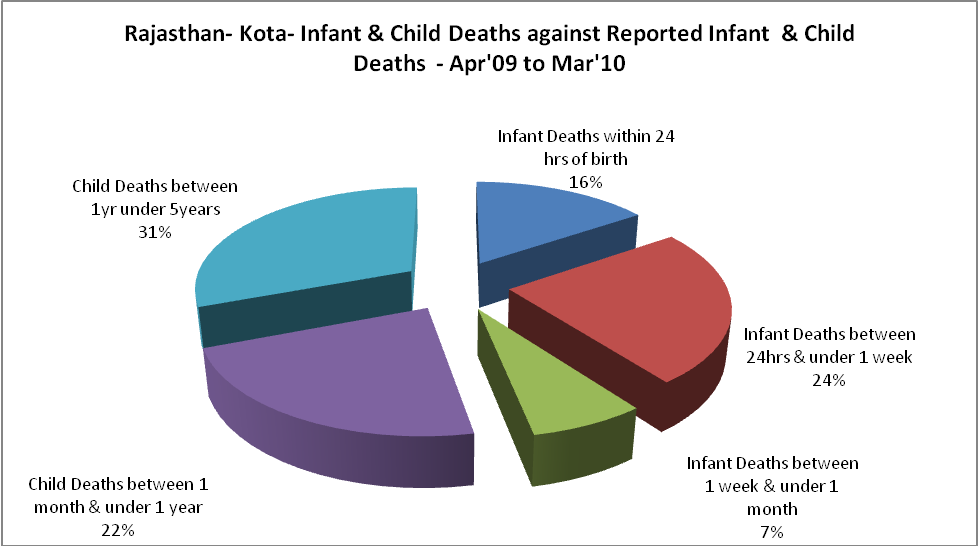 Rajasthan- Kota- Infant & Child Deaths against Reported Infant & Child
Deaths - Apr'09 to Mar'10
Infant Deaths within 24
hrs of birth
16%
Child Deaths between
1yr under 5years
31%
Infant Deaths between
24hrs & under 1 week
24%
Infant Deaths between
1 week & under 1
month
7%
Child Deaths between 1
month & under 1 year
22%